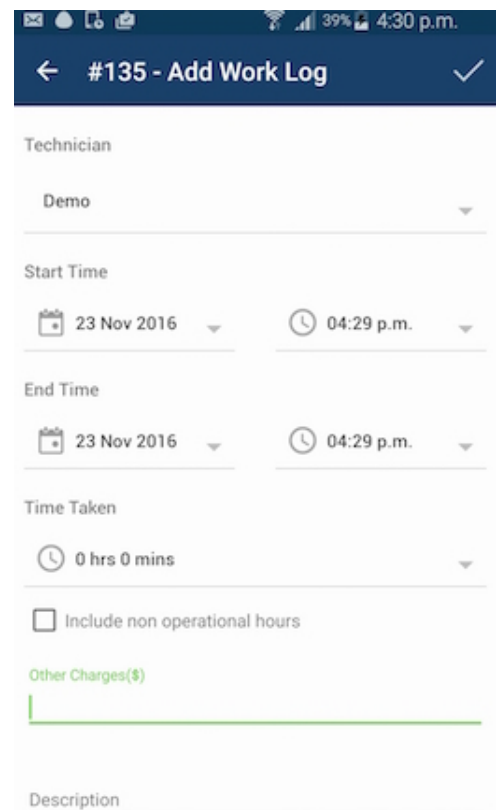 39% 4:30 p.m.
#135 - Add Work Log
Technician
Demo
Start Time
23 Nov 2016 04:29 p.m.
End Time
23 Nov 2016 04:29 p.m.
Time Taken
0 hrs 0 mins
Include non operational hours
Other Charges($)
Description